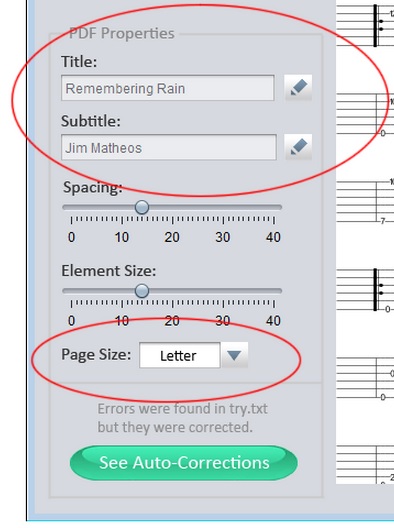 PDF Properties
Title:
Remembering Rain
Subtitle:
Jim Matheos
Spacing:
0 10 20 30 40
Element Size:
0 10 20 30 40
Page Size: Letter
Errors were found in try.txt
but they were corrected.
See Auto-Corrections